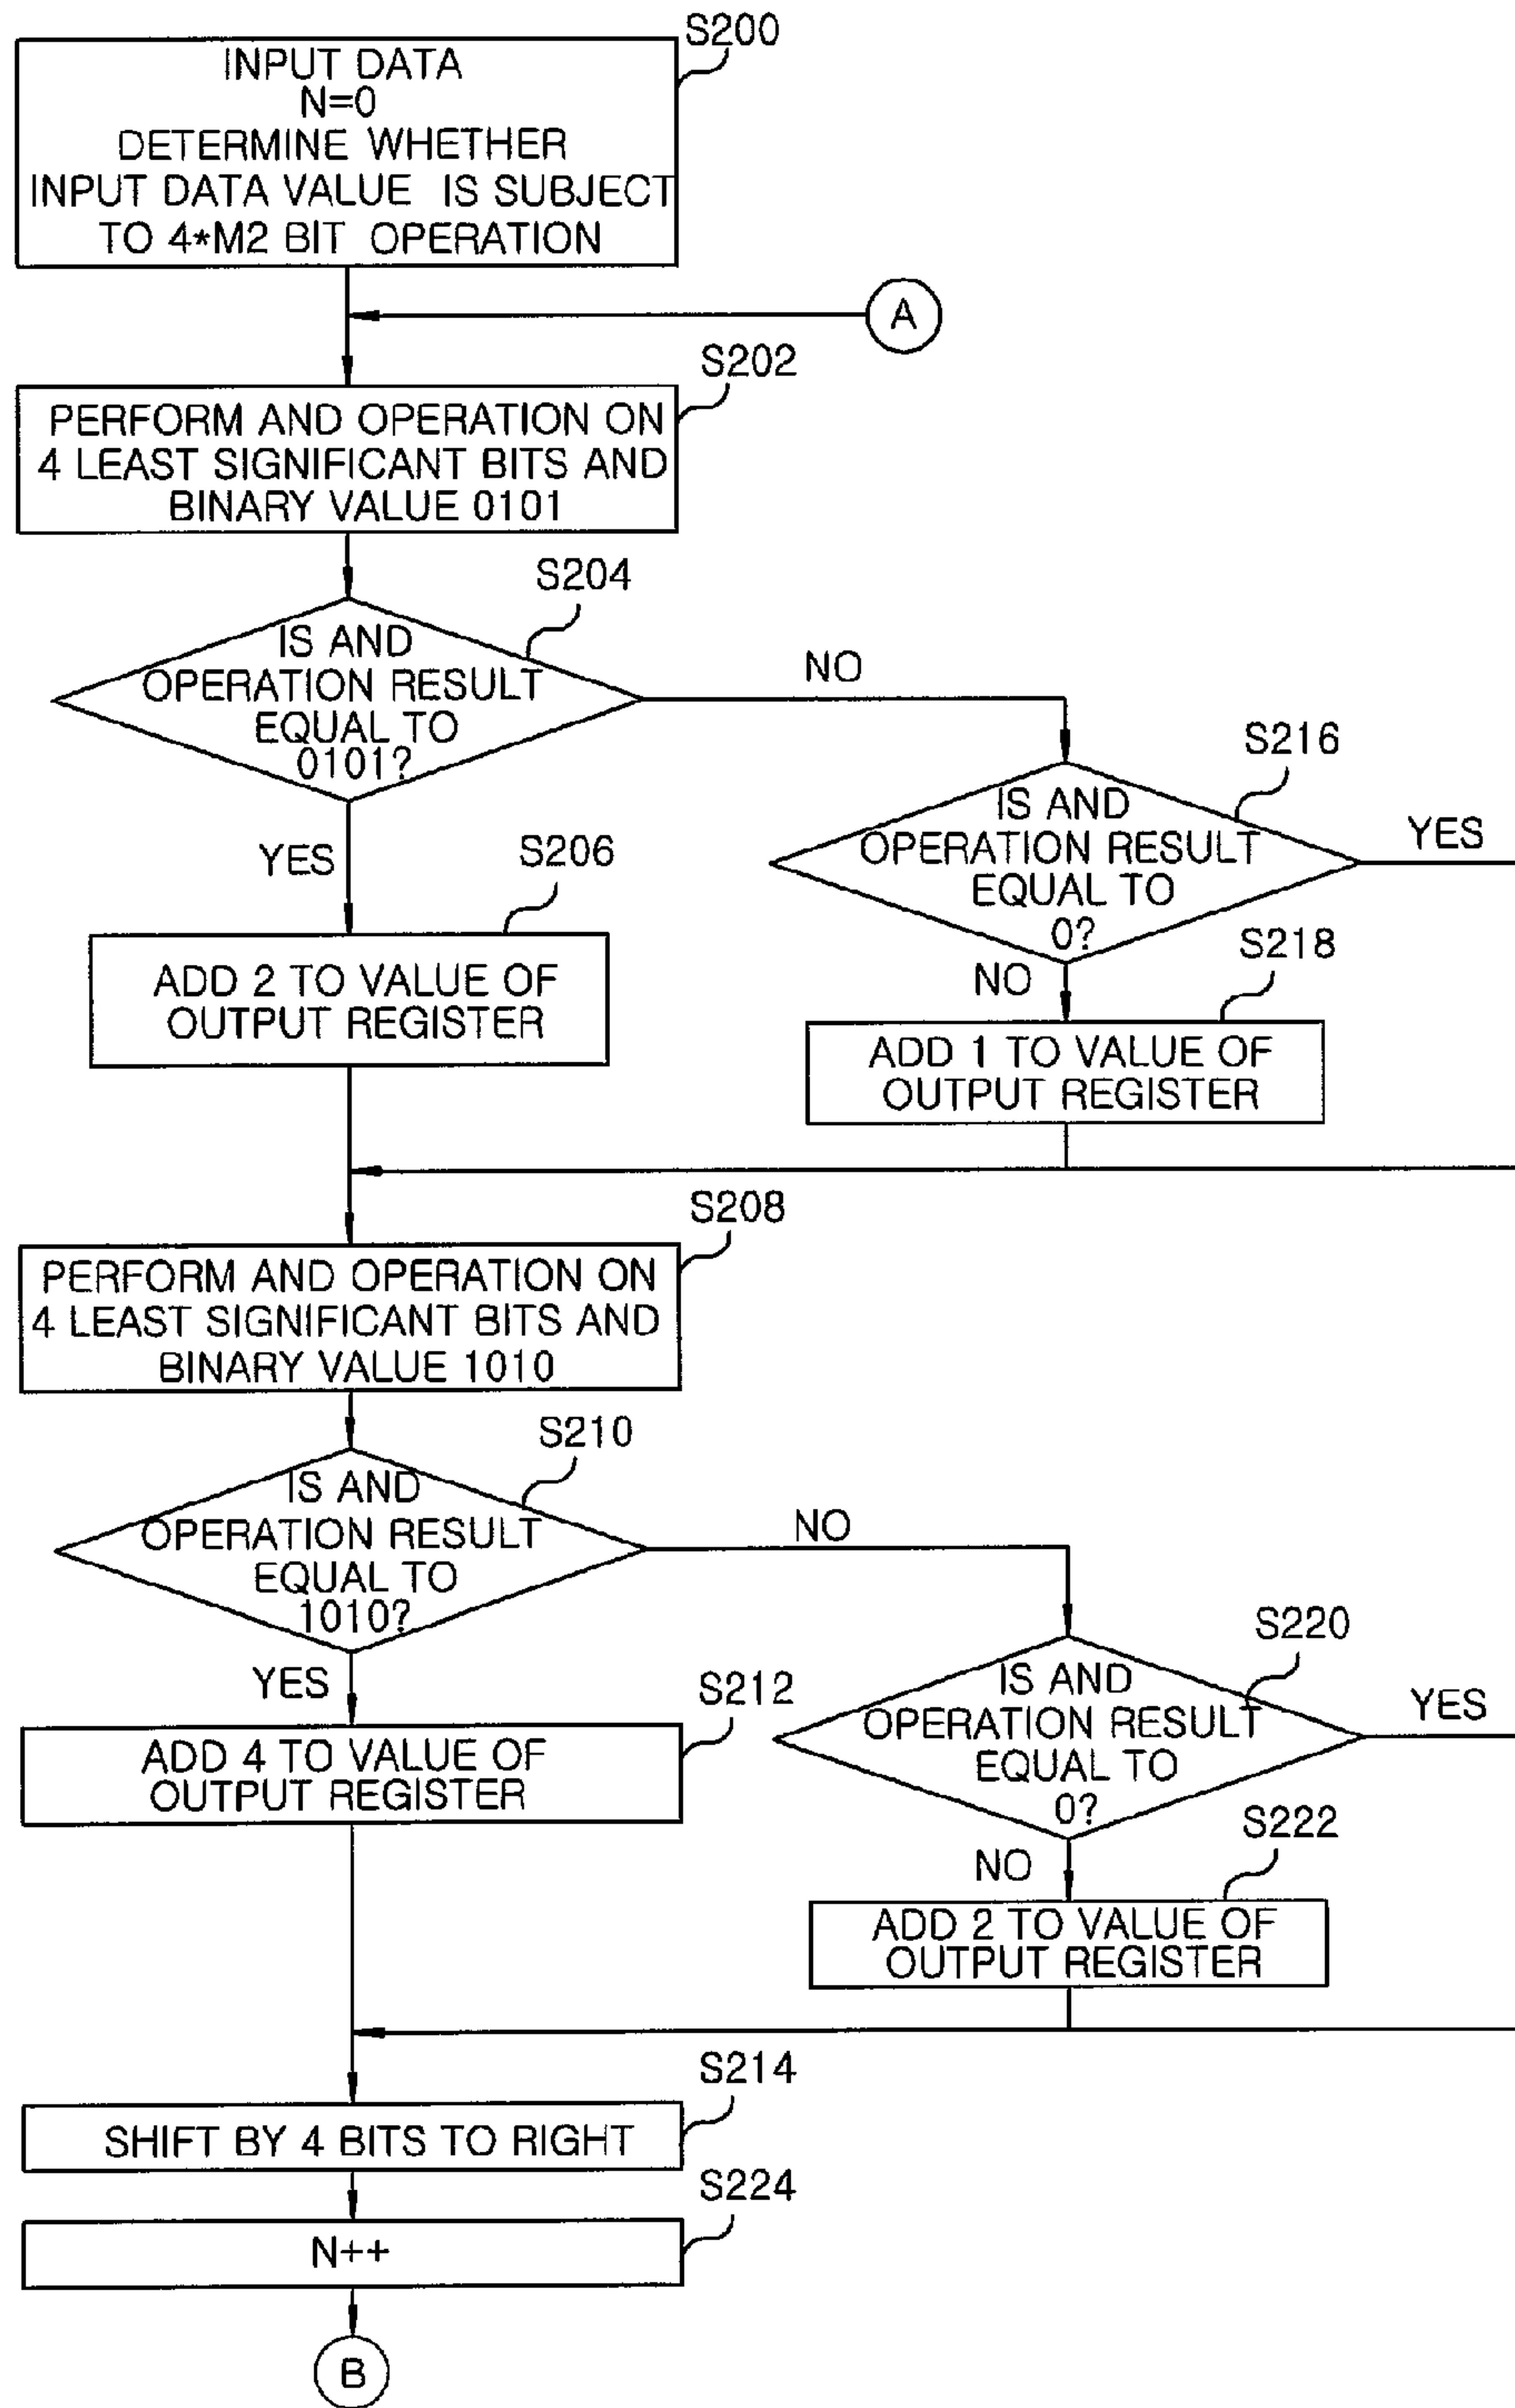 S200
INPUT DATA
N=0
DETERMINE WHETHER
INPUT DATA VALUE IS SUBJECT
TO 4*M2 BIT OPERATION
A
S202
PERFORM AND OPERATION ON
4 LEAST SIGNIFICANT BITS AND
BINARY VALUE 0101
S204
IS AND
OPERATION RESULT
EQUAL TO
0101?
NO
YES
S216
IS AND
OPERATION RESULT
EQUAL TO
0?
YES
NO
S206
ADD 2 TO VALUE OF
OUTPUT REGISTER
S218
ADD 1 TO VALUE OF
OUTPUT REGISTER
S208
PERFORM AND OPERATION ON
4 LEAST SIGNIFICANT BITS AND
BINARY VALUE 1010
S210
IS AND
OPERATION RESULT
EQUAL TO
1010?
NO
YES
S220
IS AND
OPERATION RESULT
EQUAL TO
0?
YES
NO
S212
ADD 4 TO VALUE OF
OUTPUT REGISTER
S222
ADD 2 TO VALUE OF
OUTPUT REGISTER
S214
SHIFT BY 4 BITS TO RIGHT
S224
N++
B